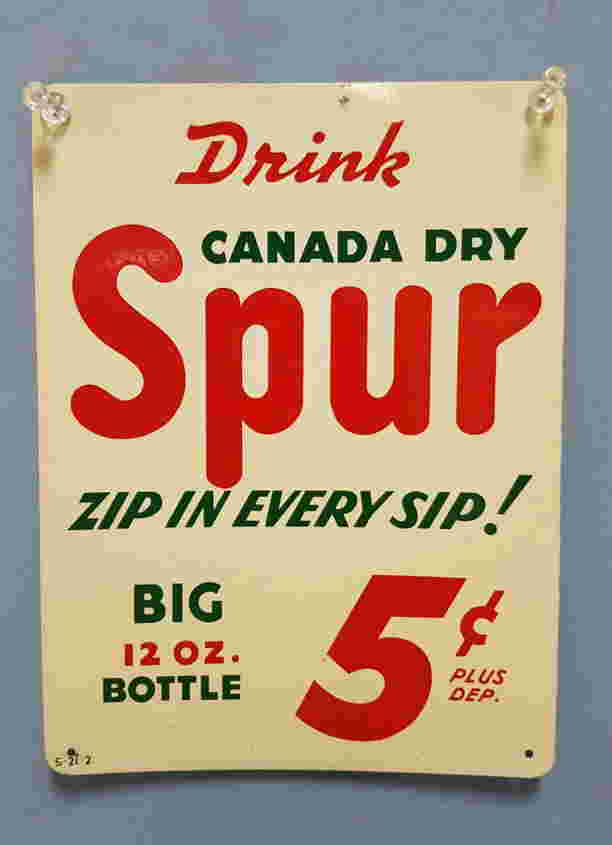 Drink
CANADA DRY
Spur
ZIP IN EVERY SIP!
BIG
12 OZ.
BOTTLE
5¢
PLUS
DEP.